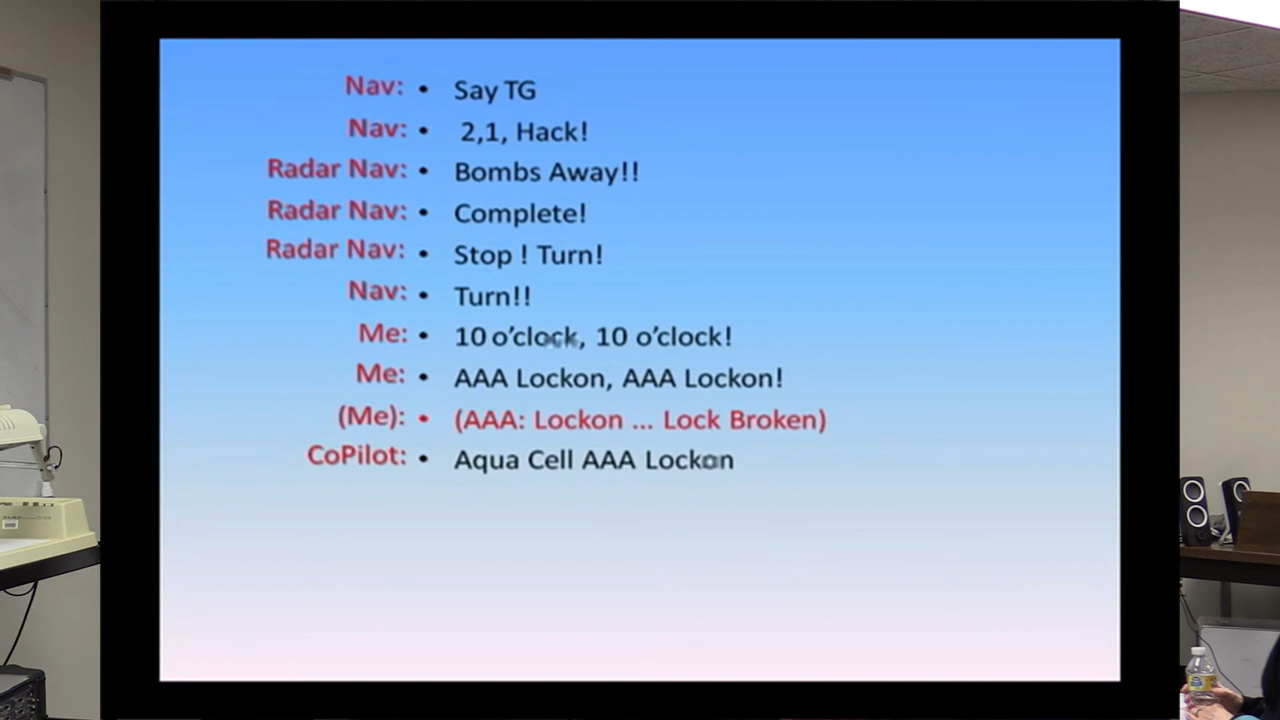 Nav: • Say TG
Nav: • 2,1, Hack!
Radar Nav: • Bombs Away!!
Radar Nav: • Complete!
Radar Nav: • Stop ! Turn!
Nav: • Turn!!
Me: • 10 o’clock, 10 o’clock!
Me: • AAA Lockon, AAA Lockon!
(Me): • (AAA: Lockon ... Lock Broken)
CoPilot: • Aqua Cell AAA Lockon